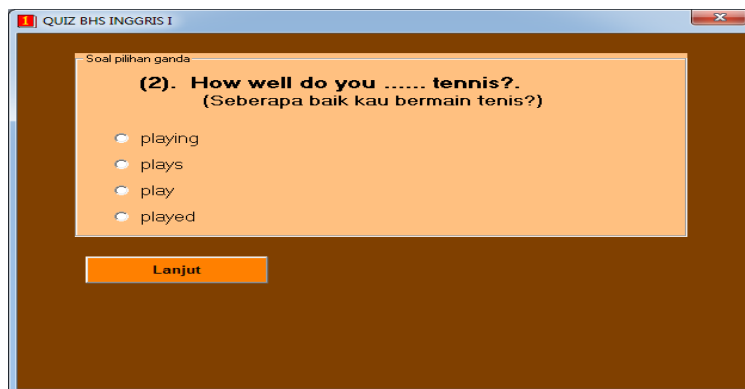 1 QUIZ BHS INGGRIS I
Soal pilihan ganda
(2). How well do you ...... tennis?.
(Seberapa baik kau bermain tenis?)
playing
plays
play
played
Lanjut